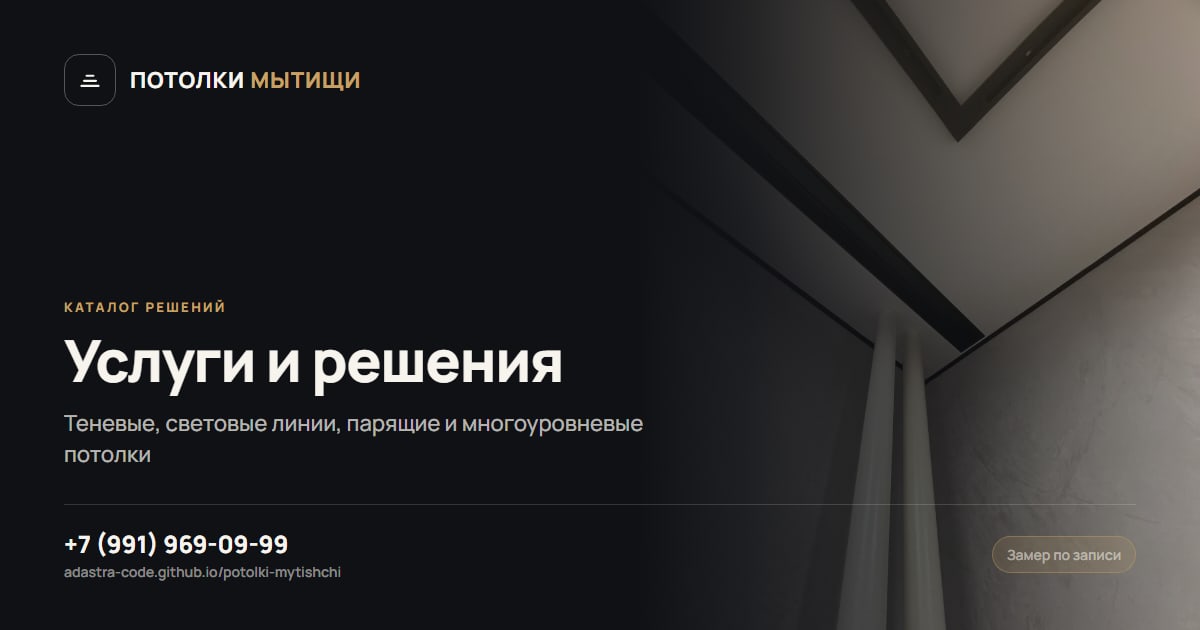 ПОТОЛКИ МЫТИЩИ
КАТАЛОГ РЕШЕНИЙ
Услуги и решения
Теневые, световые линии, парящие и многоуровневые
потолки
+7 (991) 969-09-99
adastra-code.github.io/potolki-mytishchi
Замер по записи